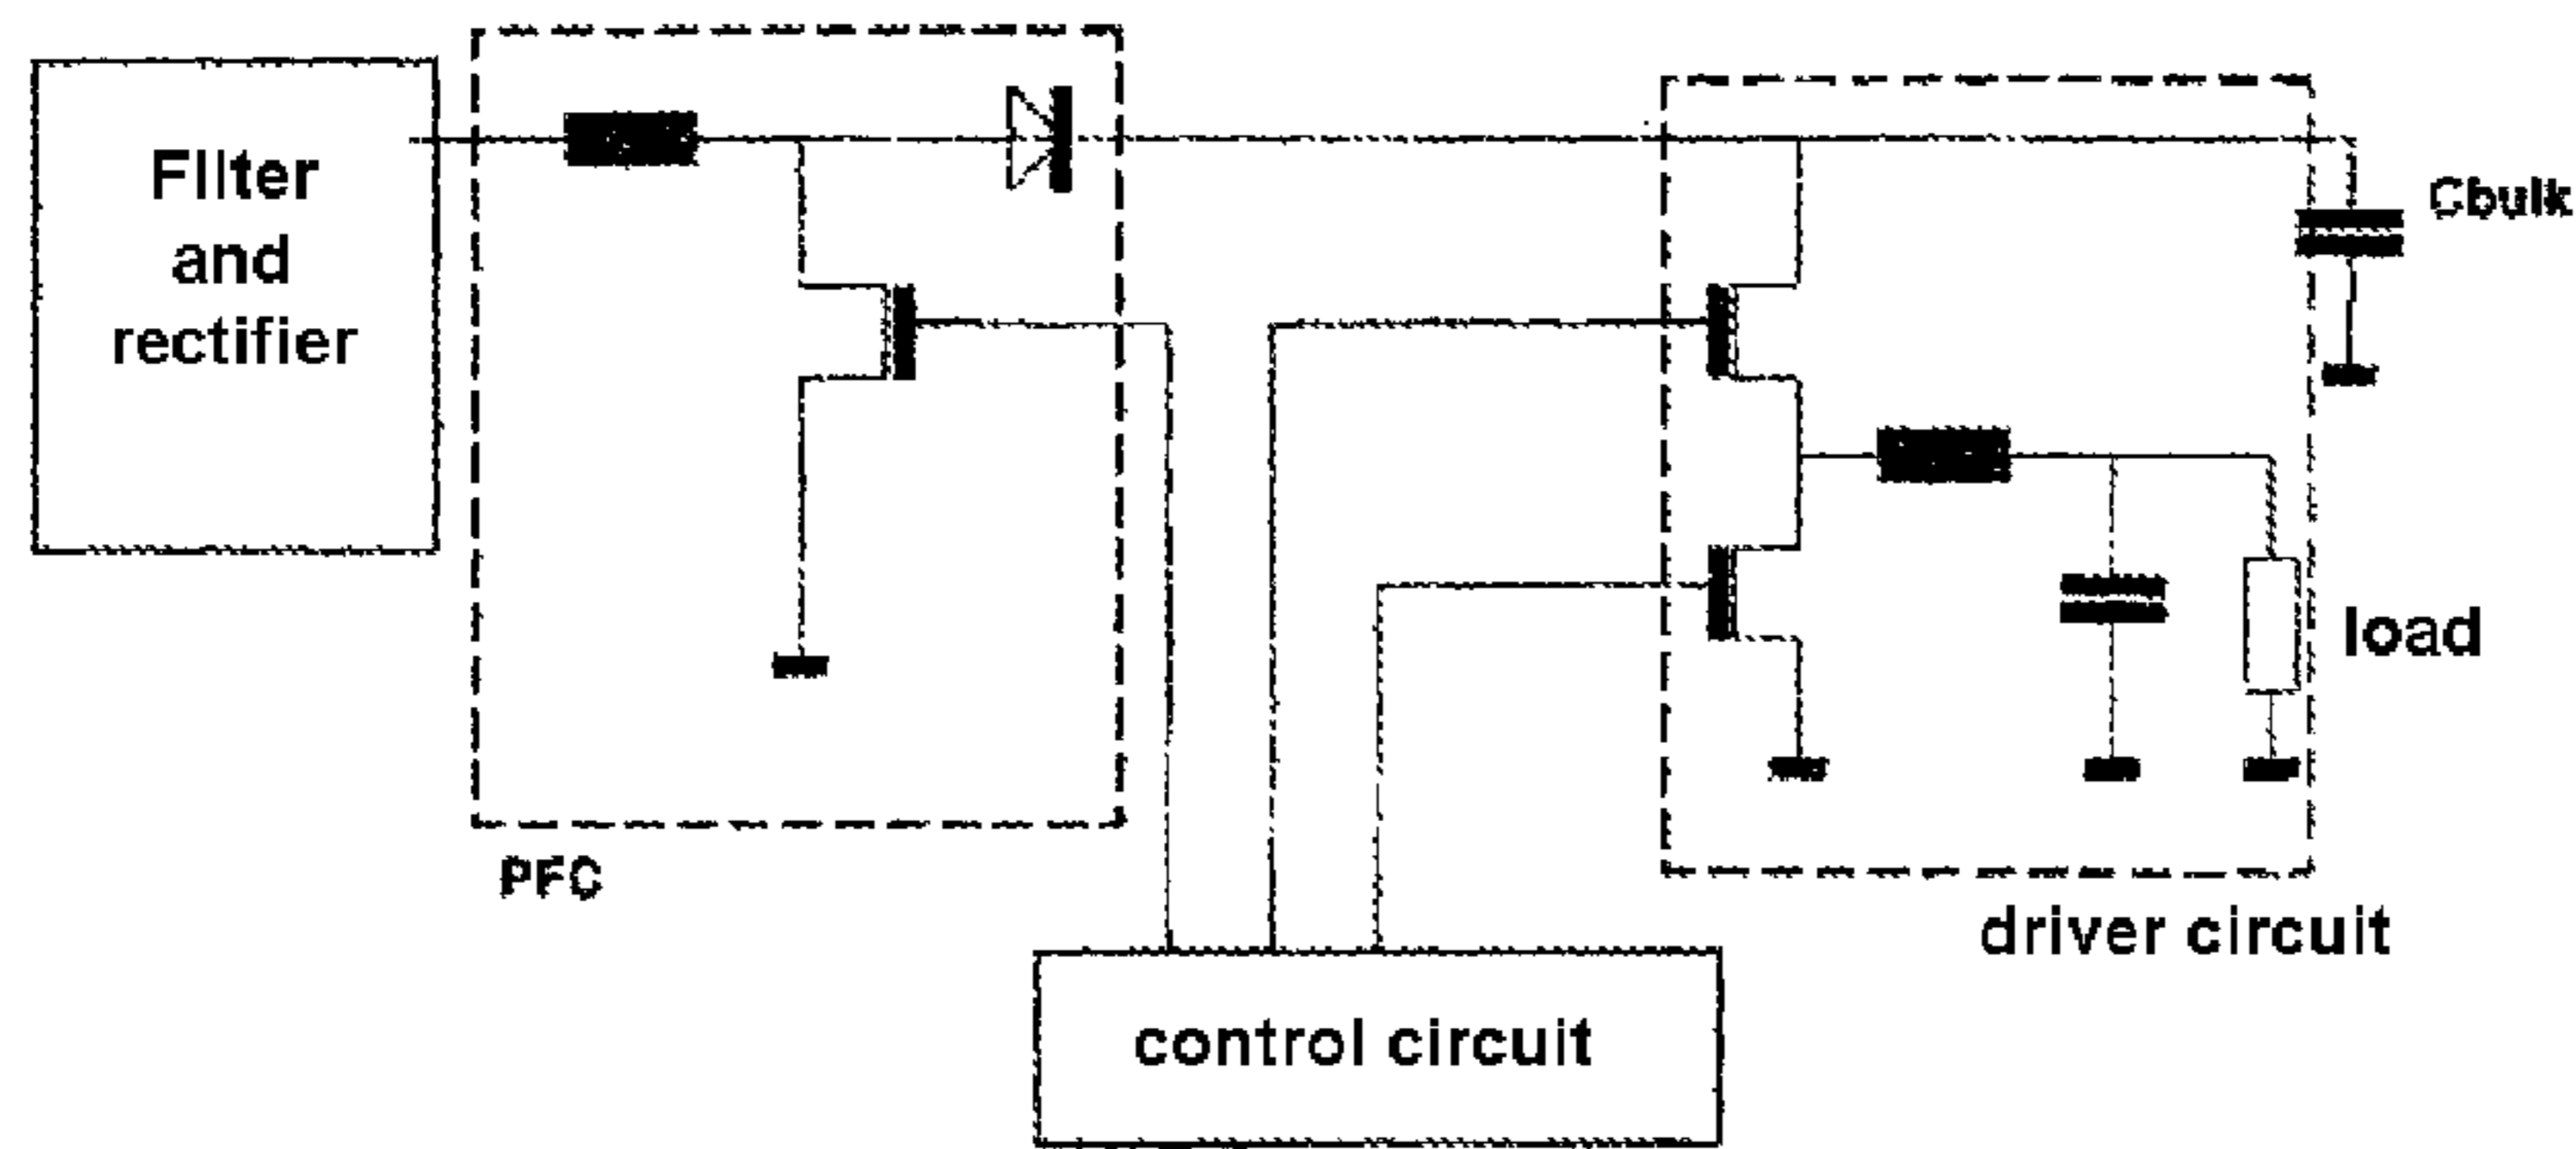 Filter
and
rectifier
Cbulk
load
PFC
driver circuit
control circuit